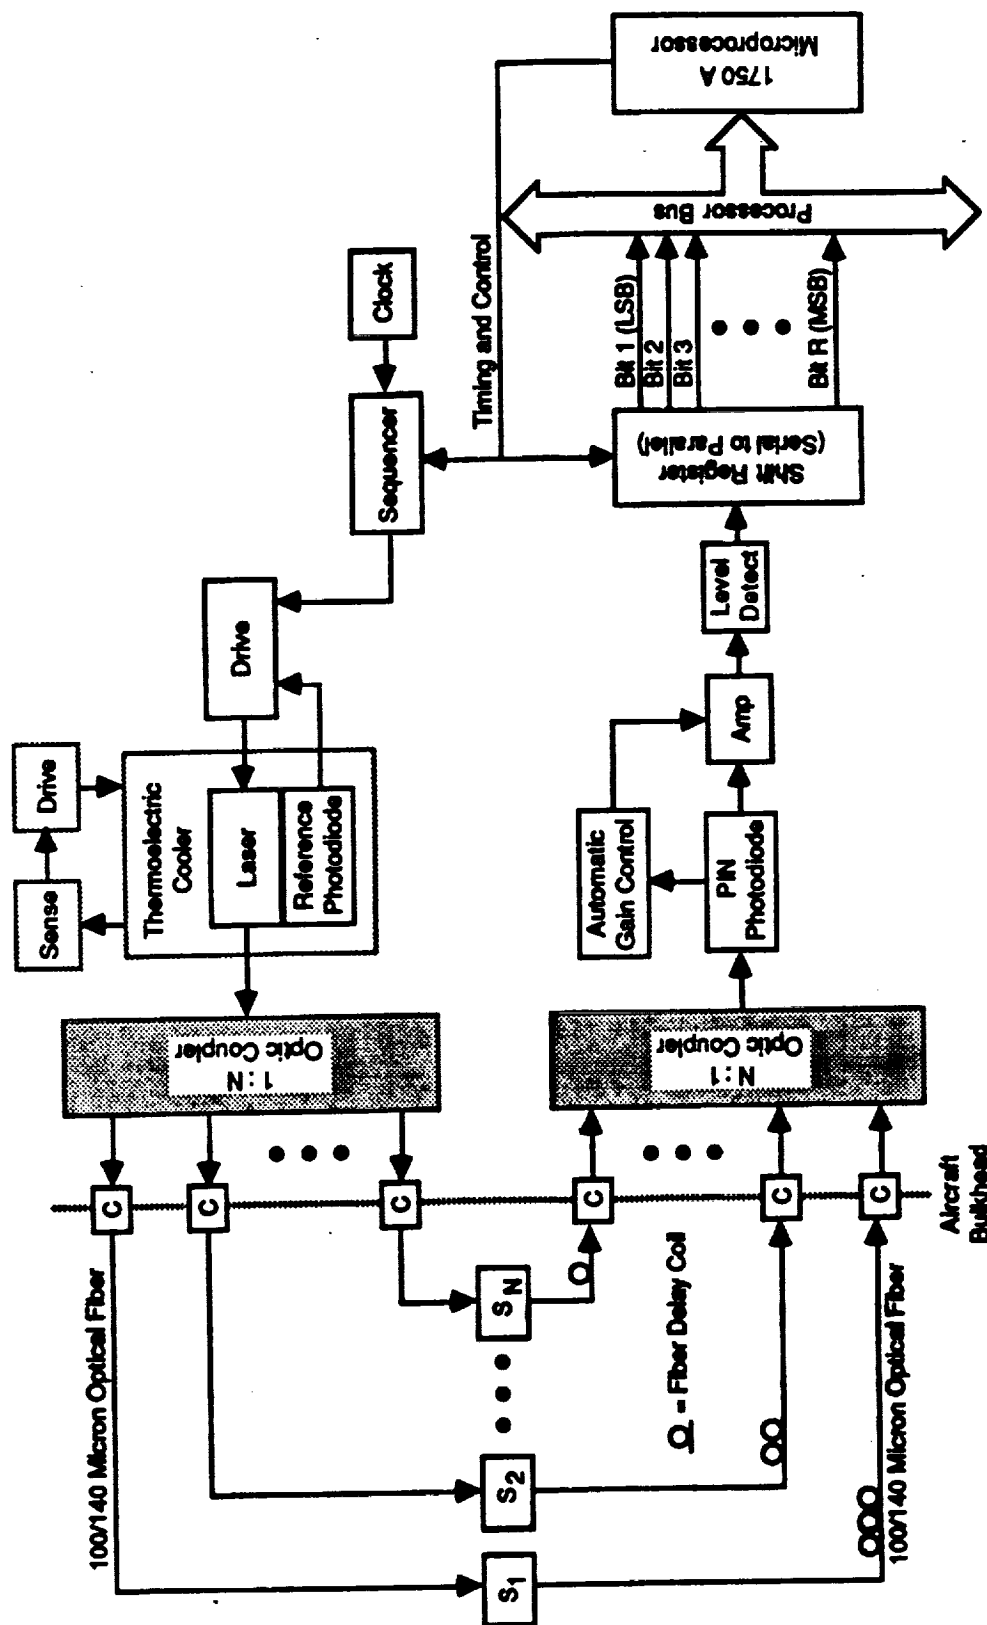 100/140 Micron Optical Fiber
S1
S2
SN
Q = Fiber Delay Coil
100/140 Micron Optical Fiber
C
C
C
C
C
C
Aircraft
Bulkhead
1 : N
Optic Coupler
N : 1
Optic Coupler
Sense
Drive
Thermoelectric
Cooler
Laser
Reference
Photodiode
Drive
Automatic
Gain Control
PIN
Photodiode
Amp
Level
Detect
Sequencer
Clock
Timing and Control
Shift Register
(Serial to Parallel)
Bit 1 (LSB)
Bit 2
Bit 3
Bit R (MSB)
Processor Bus
1750 A
Microprocessor